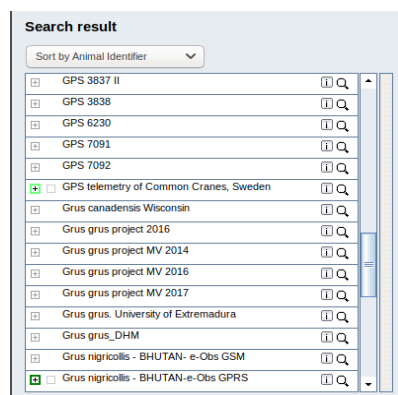 Search result
Sort by Animal Identifier
GPS 3837 II
GPS 3838
GPS 6230
GPS 7091
GPS 7092
GPS telemetry of Common Cranes, Sweden
Grus canadensis Wisconsin
Grus grus project 2016
Grus grus project MV 2014
Grus grus project MV 2016
Grus grus project MV 2017
Grus grus. University of Extremadura
Grus grus_DHM
Grus nigricollis - BHUTAN- e-Obs GSM
Grus nigricollis - BHUTAN-e-Obs GPRS